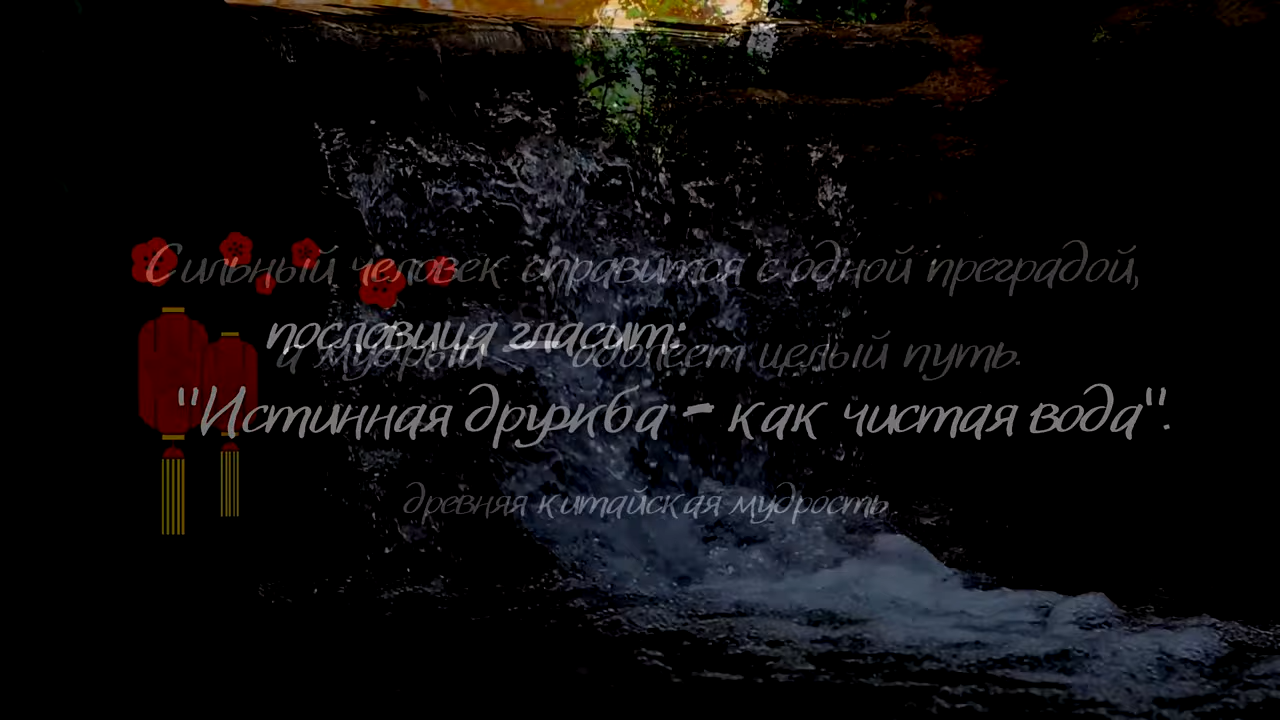 Сильный человек справится с одной преградой,
пословица гласит:
а мудрый — одолеет целый путь.
"Истинная дружба - как чистая вода".
древняя китайская мудрость